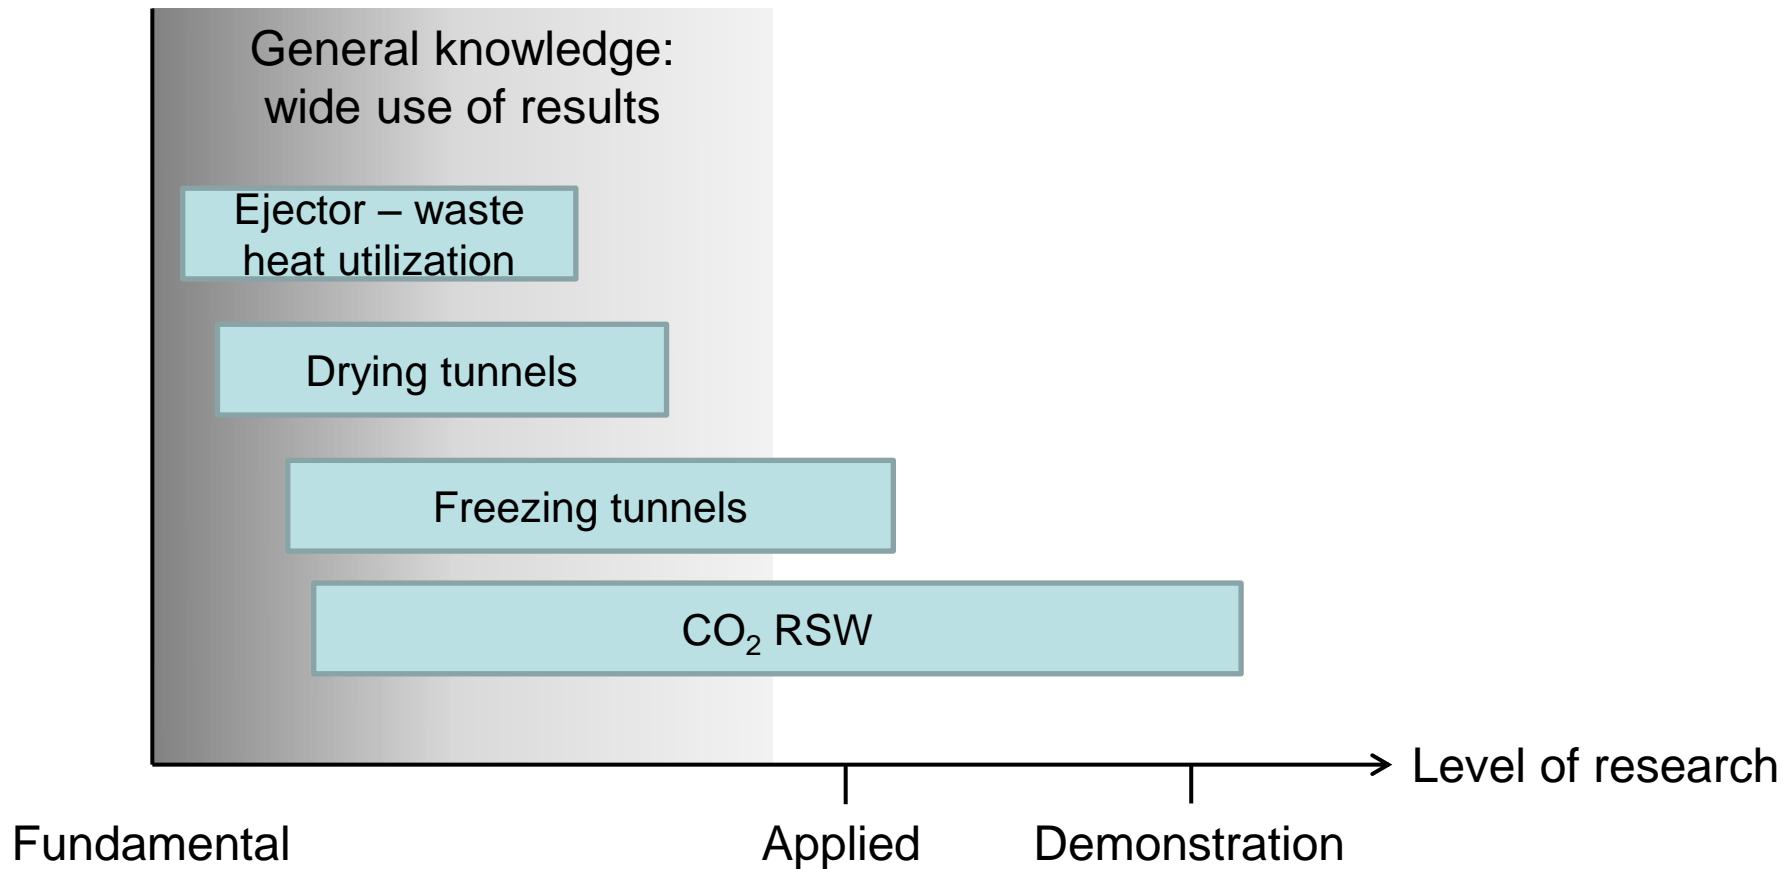 General knowledge:
wide use of results
Ejector – waste
heat utilization
Drying tunnels
Freezing tunnels
CO₂ RSW
Level of research
Fundamental
Applied
Demonstration